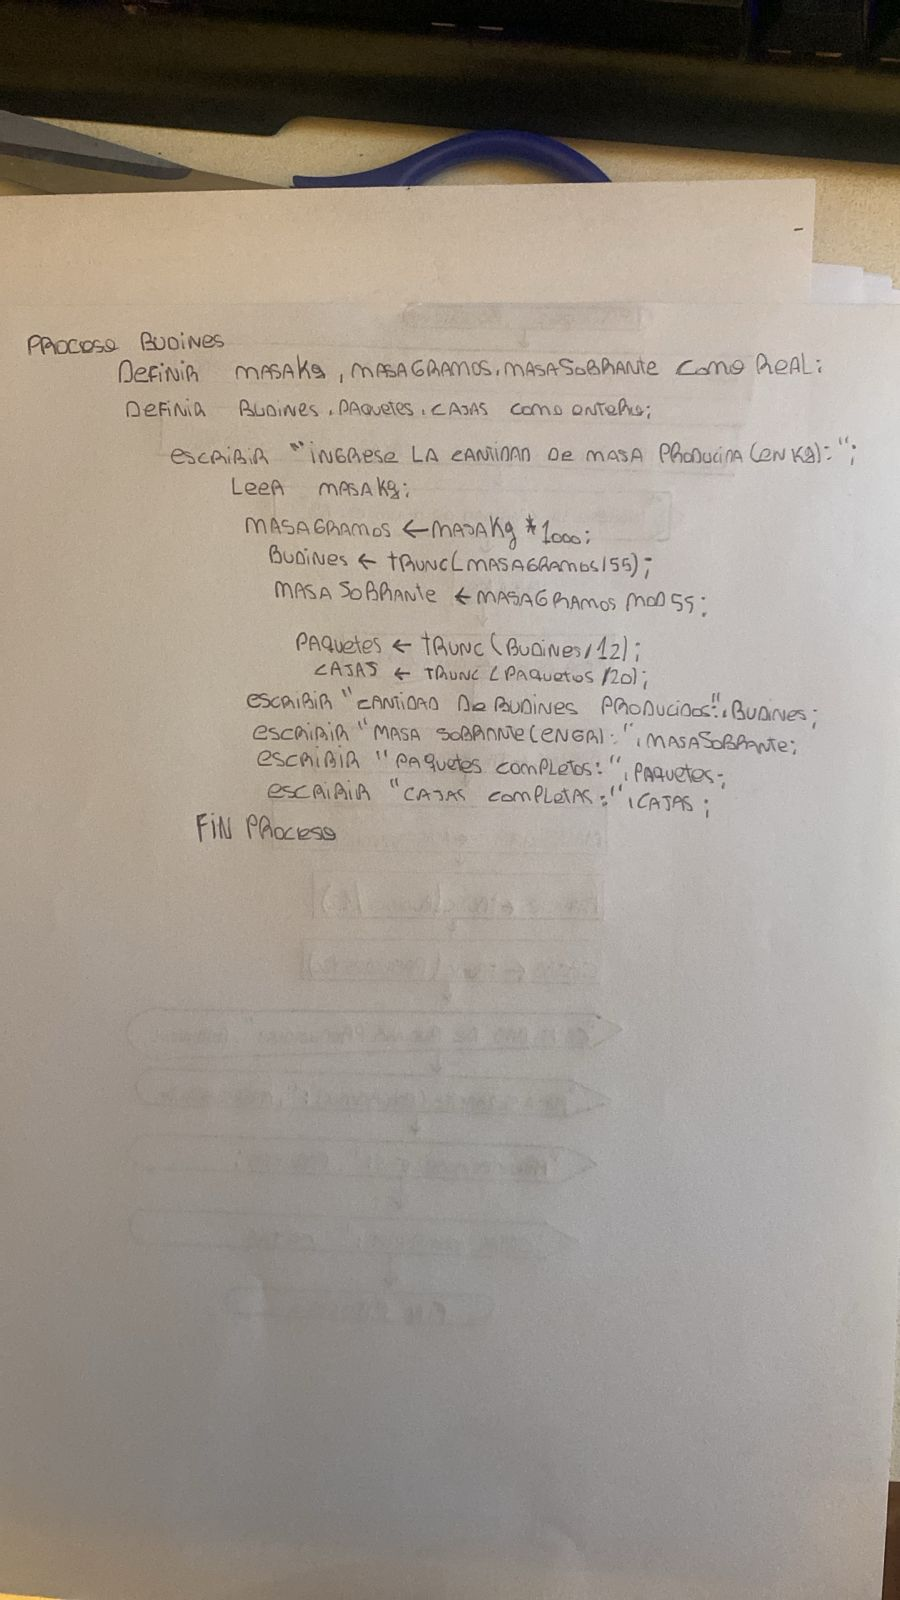 PROCESO BUDINES
DEFINIR MASAKg, MASAGRAMOS, MASASOBRANTE COMO REAL;
DEFINIR BUDINES, PAQUETES, CAJAS COMO ENTERO;
ESCRIBIR "INGRESE LA CANTIDAD DE MASA PRODUCIDA (EN Kg): ";
LEER MASAKg;
MASAGRAMOS ← MASAKg * 1000;
BUDINES ← TRUNC(MASAGRAMOS/55);
MASASOBRANTE ← MASAGRAMOS MOD 55;
PAQUETES ← TRUNC(BUDINES/12);
CAJAS ← TRUNC(PAQUETES/20);
ESCRIBIR "CANTIDAD DE BUDINES PRODUCIDOS:", BUDINES;
ESCRIBIR "MASA SOBRANTE(EN GR): ", MASASOBRANTE;
ESCRIBIR "PAQUETES COMPLETOS: ", PAQUETES;
ESCRIBIR "CAJAS COMPLETAS: ", CAJAS;
FIN PROCESO